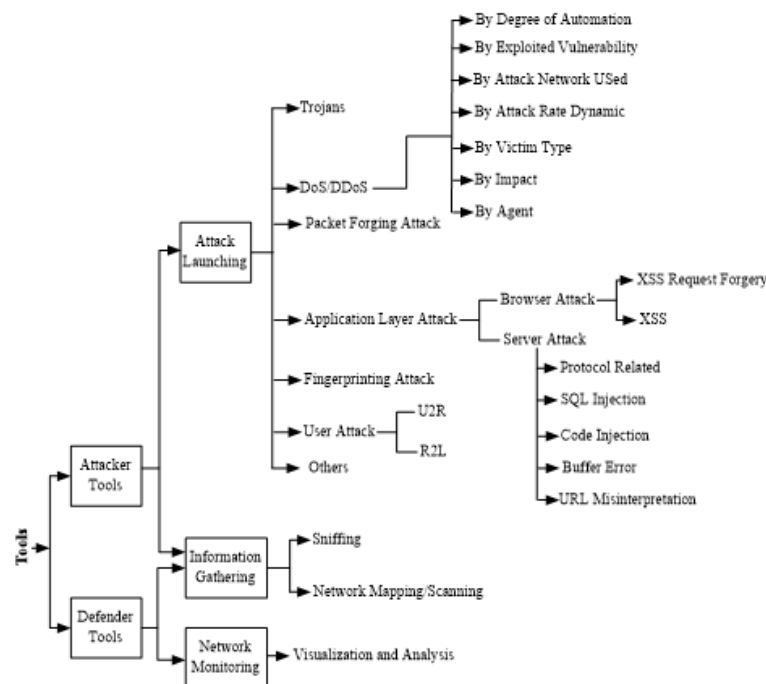 By Degree of Automation
By Exploited Vulnerability
By Attack Network USed
By Attack Rate Dynamic
By Victim Type
By Impact
By Agent
Trojans
DoS/DDoS
Packet Forging Attack
Attack
Launching
Application Layer Attack
Browser Attack
XSS Request Forgery
XSS
Server Attack
Protocol Related
SQL Injection
Code Injection
Buffer Error
URL Misinterpretation
Fingerprinting Attack
User Attack
U2R
R2L
Others
Attacker
Tools
Tools
Information
Gathering
Sniffing
Network Mapping/Scanning
Defender
Tools
Network
Monitoring
Visualization and Analysis